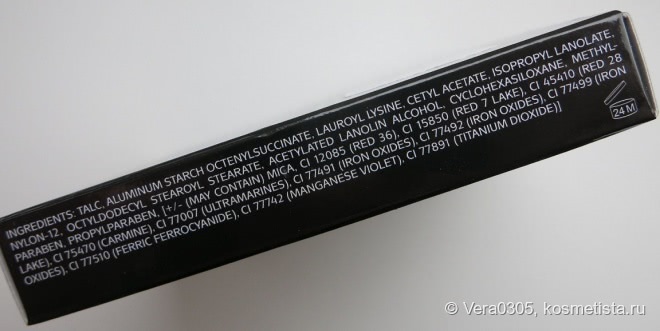 INGREDIENTS: TALC, ALUMINUM STARCH OCTENYLSUCCINATE, LAUROYL LYSINE, CETYL ACETATE, ISOPROPYL LANOLATE,
NYLON-12, OCTYLDODECYL STEAROYL STEARATE, ACETYLATED LANOLIN ALCOHOL, CYCLOHEXASILOXANE, METHYL-
PARABEN, PROPYLPARABEN, [+/- (MAY CONTAIN) MICA, CI 12085 (RED 36), CI 15850 (RED 7 LAKE), CI 45410 (RED 28
LAKE), CI 75470 (CARMINE), CI 77007 (ULTRAMARINES), CI 77491 (IRON OXIDES), CI 77492 (IRON OXIDES), CI 77499 (IRON
OXIDES), CI 77510 (FERRIC FERROCYANIDE), CI 77742 (MANGANESE VIOLET), CI 77891 (TITANIUM DIOXIDE)]
24 M
© Vera0305, kosmetista.ru